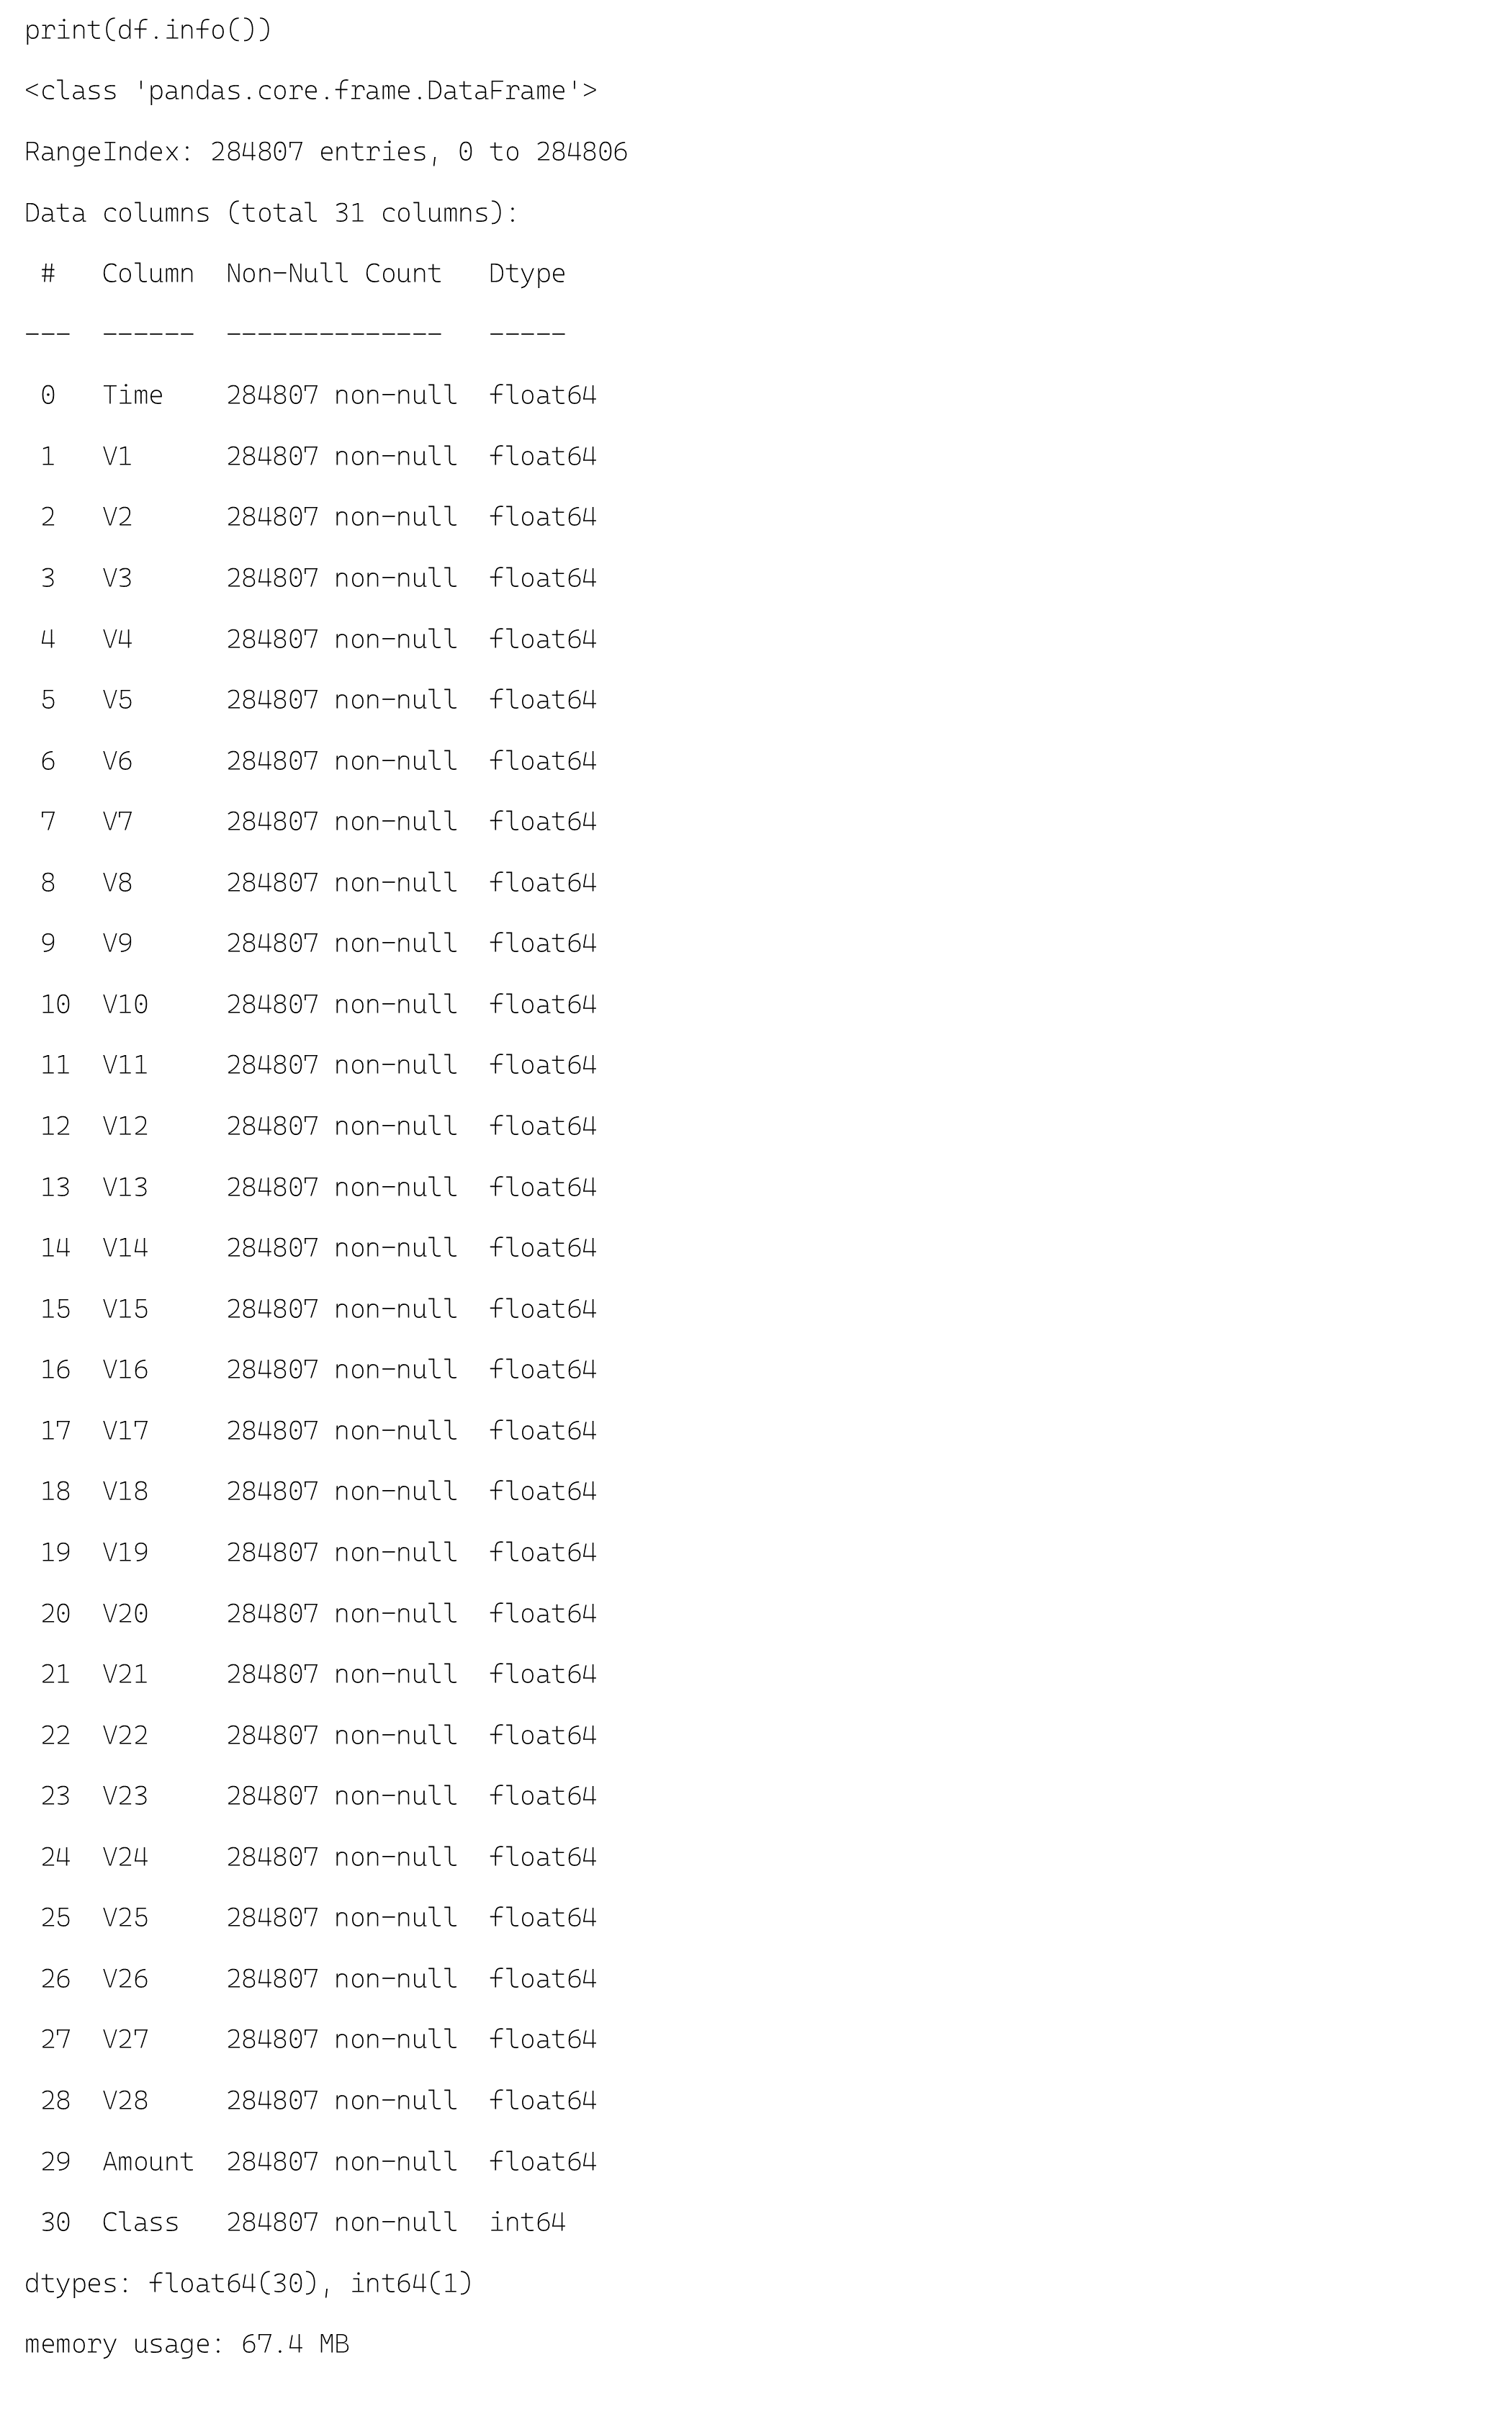 print(df.info())
<class 'pandas.core.frame.DataFrame'>
RangeIndex: 284807 entries, 0 to 284806
Data columns (total 31 columns):
 #   Column  Non-Null Count   Dtype
---  ------  --------------   -----
 0   Time    284807 non-null  float64
 1   V1      284807 non-null  float64
 2   V2      284807 non-null  float64
 3   V3      284807 non-null  float64
 4   V4      284807 non-null  float64
 5   V5      284807 non-null  float64
 6   V6      284807 non-null  float64
 7   V7      284807 non-null  float64
 8   V8      284807 non-null  float64
 9   V9      284807 non-null  float64
 10  V10     284807 non-null  float64
 11  V11     284807 non-null  float64
 12  V12     284807 non-null  float64
 13  V13     284807 non-null  float64
 14  V14     284807 non-null  float64
 15  V15     284807 non-null  float64
 16  V16     284807 non-null  float64
 17  V17     284807 non-null  float64
 18  V18     284807 non-null  float64
 19  V19     284807 non-null  float64
 20  V20     284807 non-null  float64
 21  V21     284807 non-null  float64
 22  V22     284807 non-null  float64
 23  V23     284807 non-null  float64
 24  V24     284807 non-null  float64
 25  V25     284807 non-null  float64
 26  V26     284807 non-null  float64
 27  V27     284807 non-null  float64
 28  V28     284807 non-null  float64
 29  Amount  284807 non-null  float64
 30  Class   284807 non-null  int64
dtypes: float64(30), int64(1)
memory usage: 67.4 MB